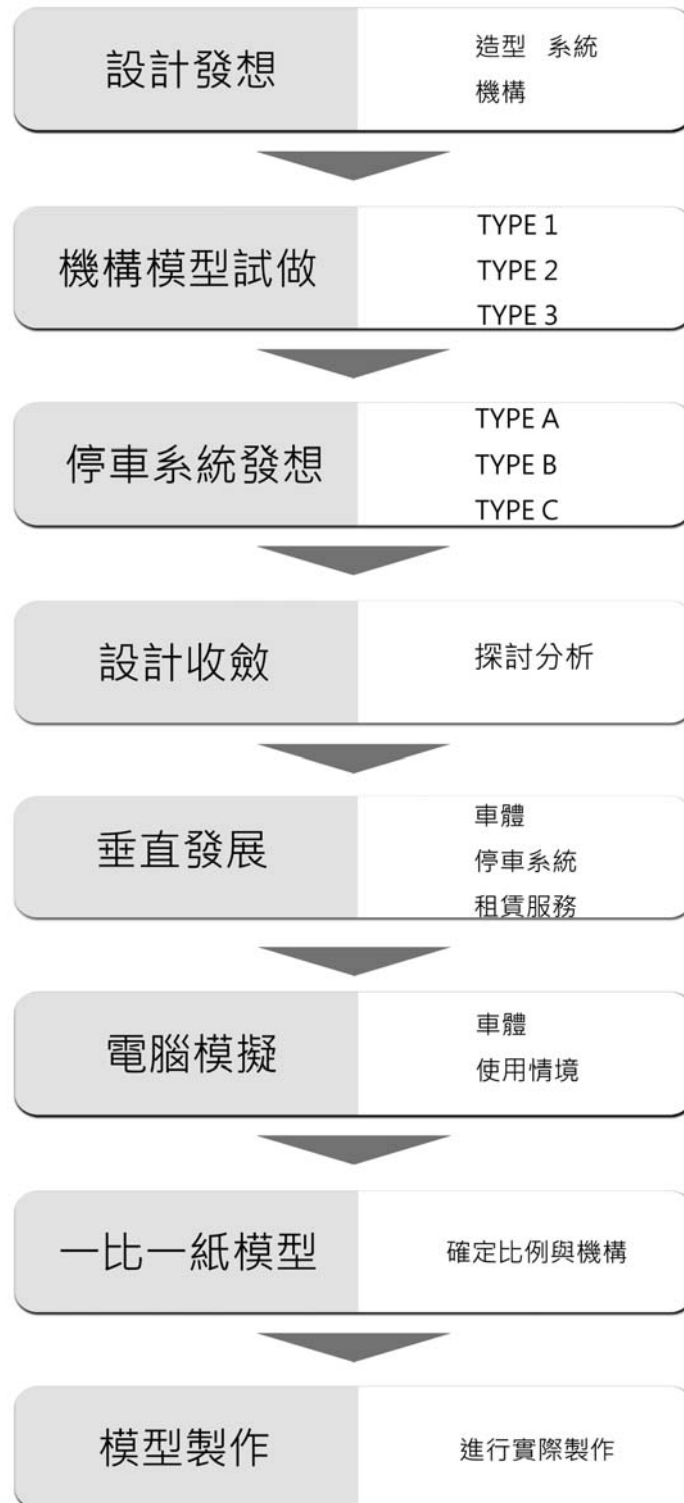 設計發想
造型 系統
機構
機構模型試做
TYPE 1
TYPE 2
TYPE 3
停車系統發想
TYPE A
TYPE B
TYPE C
設計收斂
探討分析
垂直發展
車體
停車系統
租賃服務
電腦模擬
車體
使用情境
一比一紙模型
確定比例與機構
模型製作
進行實際製作